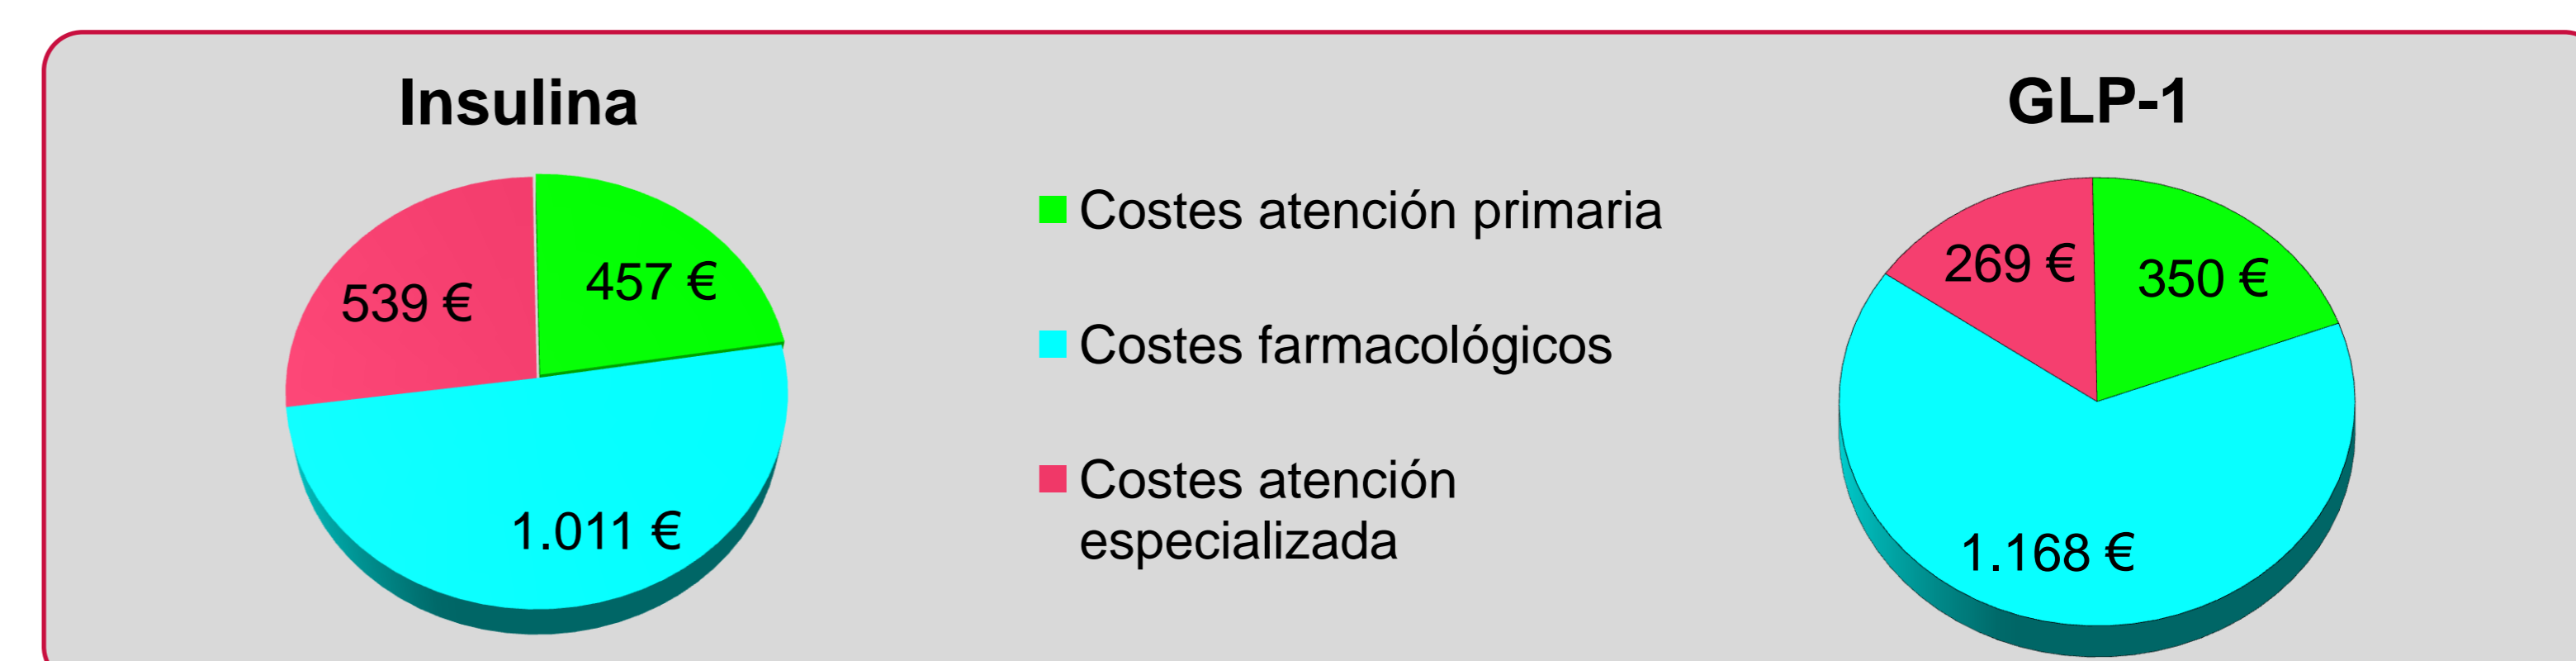 Insulina
539 €
457 €
1.011 €
Costes atención primaria
Costes farmacológicos
Costes atención
especializada
GLP-1
269 €
350 €
1.168 €